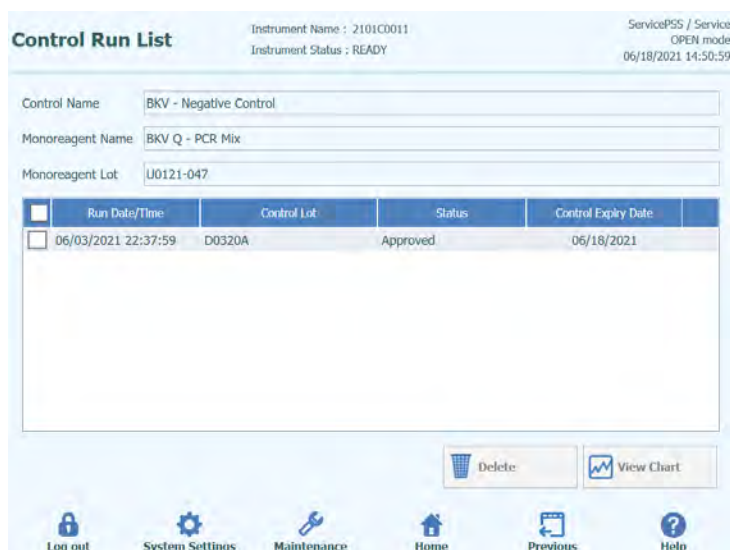 Control Run List
Instrument Name : 2101C0011
Instrument Status : READY
ServicePSS / Service
OPEN mode
06/18/2021 14:50:59
Control Name BKV - Negative Control
Monoreagent Name BKV Q - PCR Mix
Monoreagent Lot U0121-047
Run Date/Time Control Lot Status Control Expiry Date
06/03/2021 22:37:59 D0320A Approved 06/18/2021
Delete View Chart
Log out System Settings Maintenance Home Previous Help